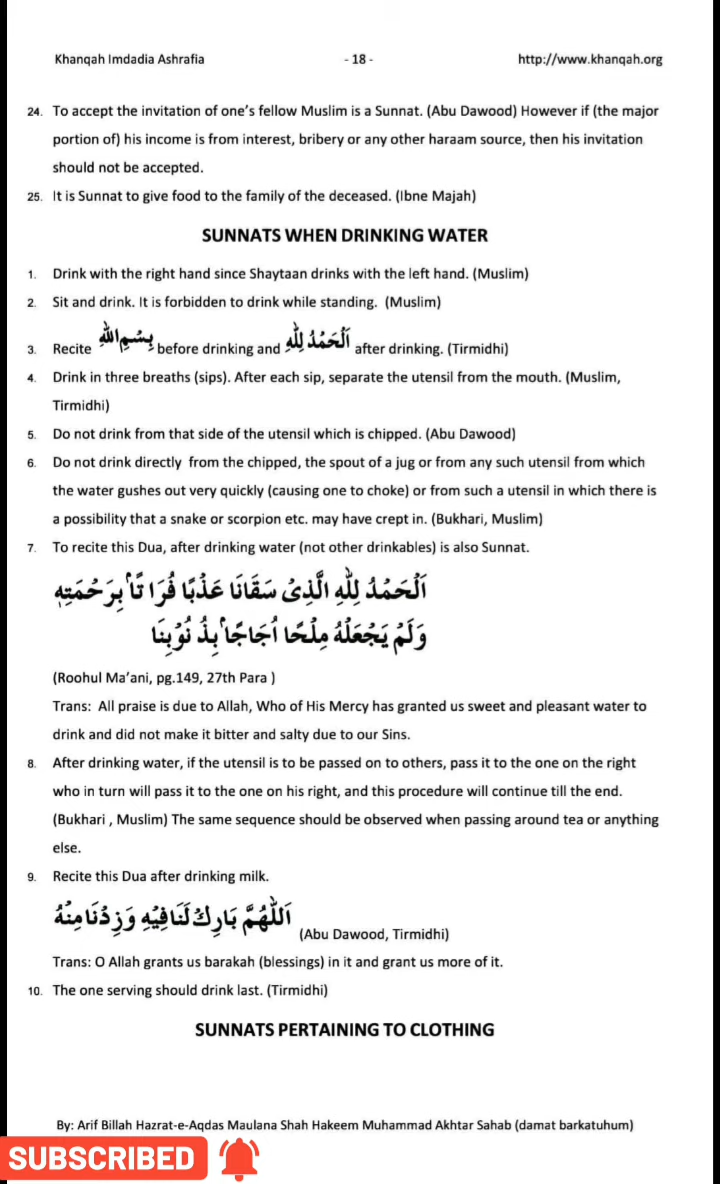 Khanqah Imdadia Ashrafia - 18 - http://www.khanqah.org
24. To accept the invitation of one's fellow Muslim is a Sunnat. (Abu Dawood) However if (the major
portion of) his income is from interest, bribery or any other haraam source, then his invitation
should not be accepted.
25. It is Sunnat to give food to the family of the deceased. (Ibne Majah)
SUNNATS WHEN DRINKING WATER
1. Drink with the right hand since Shaytaan drinks with the left hand. (Muslim)
2. Sit and drink. It is forbidden to drink while standing. (Muslim)
3. Recite بِسْمِ اللهِ before drinking and اَلْحَمْدُ لِلّٰهِ after drinking. (Tirmidhi)
4. Drink in three breaths (sips). After each sip, separate the utensil from the mouth. (Muslim,
Tirmidhi)
5. Do not drink from that side of the utensil which is chipped. (Abu Dawood)
6. Do not drink directly from the chipped, the spout of a jug or from any such utensil from which
the water gushes out very quickly (causing one to choke) or from such a utensil in which there is
a possibility that a snake or scorpion etc. may have crept in. (Bukhari, Muslim)
7. To recite this Dua, after drinking water (not other drinkables) is also Sunnat.
اَلْحَمْدُ لِلّٰهِ الَّذِیْ سَقَانَا عَذْبًا فُرَاتًا ۢبِرَحْمَتِهٖ
وَلَمْ یَجْعَلْهُ مِلْحًا اُجَاجًا ۢبِذُنُوْبِنَا
(Roohul Ma'ani, pg.149, 27th Para )
Trans: All praise is due to Allah, Who of His Mercy has granted us sweet and pleasant water to
drink and did not make it bitter and salty due to our Sins.
8. After drinking water, if the utensil is to be passed on to others, pass it to the one on the right
who in turn will pass it to the one on his right, and this procedure will continue till the end.
(Bukhari , Muslim) The same sequence should be observed when passing around tea or anything
else.
9. Recite this Dua after drinking milk.
اَللّٰهُمَّ بَارِكْ لَنَا فِیْهِ وَزِدْنَا مِنْهُ (Abu Dawood, Tirmidhi)
Trans: O Allah grants us barakah (blessings) in it and grant us more of it.
10. The one serving should drink last. (Tirmidhi)
SUNNATS PERTAINING TO CLOTHING
By: Arif Billah Hazrat-e-Aqdas Maulana Shah Hakeem Muhammad Akhtar Sahab (damat barkatuhum)
SUBSCRIBED